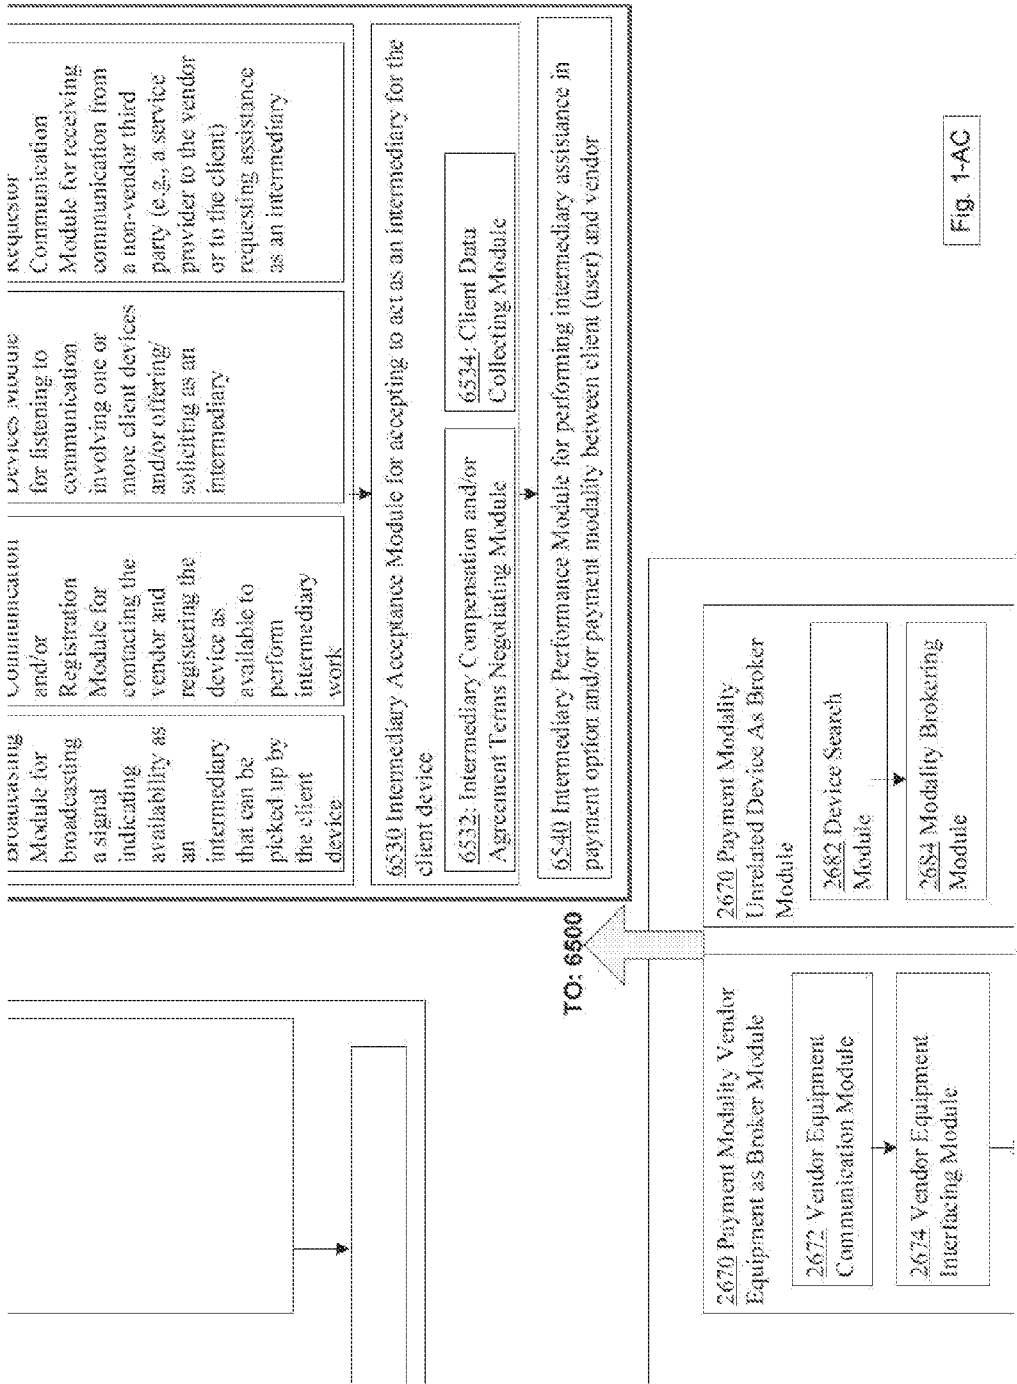 Broadcasting
Module for
broadcasting
a signal
indicating
availability as
an
intermediary
that can be
picked up by
the client
device
Communication
and/or
Registration
Module for
contacting the
vendor and
registering the
device as
available to
perform
intermediary
work
Devices Module
for listening to
communication
involving one or
more client devices
and/or offering/
soliciting as an
intermediary
Requestor
Communication
Module for receiving
communication from
a non-vendor third
party (e.g., a service
provider to the vendor
or to the client)
requesting assistance
as an intermediary
6530 Intermediary Acceptance Module for accepting to act as an intermediary for the
client device
6532: Intermediary Compensation and/or
Agreement Terms Negotiating Module
6534: Client Data
Collecting Module
6540 Intermediary Performance Module for performing intermediary assistance in
payment option and/or payment modality between client (user) and vendor
TO: 6500
2670 Payment Modality Vendor
Equipment as Broker Module
2672 Vendor Equipment
Communication Module
2674 Vendor Equipment
Interfacing Module
2670 Payment Modality
Unrelated Device As Broker
Module
2682 Device Search
Module
2684 Modality Brokering
Module
Fig. 1-AC